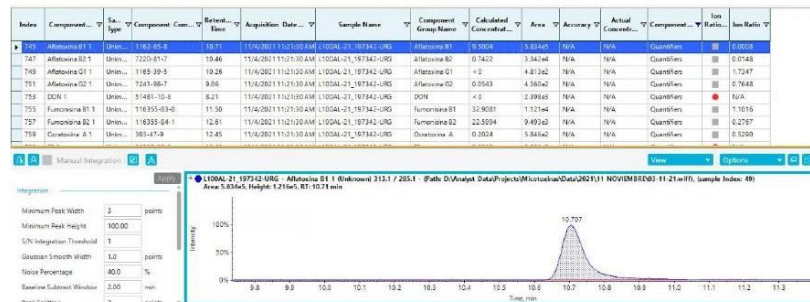 Index Component... Sa... Type Component Com... Retent... Time Acquisition Date ... Sample Name Component Group Name Calculated Concentrat... Area Accuracy Actual Concentr... Component... Ion Ratio... Ion Ratio
745 Aflatoxina B1 1 Unkn... 1162-65-8 10.71 11/4/2021 11:21:30 AM L100AL-21_197342-URG Aflatoxina B1 9.5004 5.834e5 N/A N/A Quantifiers 0.0008
747 Aflatoxina B2 1 Unkn... 7220-81-7 10.46 11/4/2021 11:21:30 AM L100AL-21_197342-URG Aflatoxina B2 0.7422 3.342e4 N/A N/A Quantifiers 0.0148
749 Aflatoxina G1 1 Unkn... 1165-39-5 10.26 11/4/2021 11:21:30 AM L100AL-21_197342-URG Aflatoxina G1 < 0 4.813e2 N/A N/A Quantifiers 1.7347
751 Aflatoxina G2 1 Unkn... 7241-98-7 9.86 11/4/2021 11:21:30 AM L100AL-21_197342-URG Aflatoxina G2 0.0563 4.560e2 N/A N/A Quantifiers 0.7648
753 DON 1 Unkn... 51481-10-8 8.21 11/4/2021 11:21:30 AM L100AL-21_197342-URG DON < 0 2.398e3 N/A N/A Quantifiers N/A
755 Fumonisina B1 1 Unkn... 116355-83-0 11.50 11/4/2021 11:21:30 AM L100AL-21_197342-URG Fumonisina B1 32.9081 1.121e4 N/A N/A Quantifiers 1.1016
757 Fumonisina B2 1 Unkn... 116355-84-1 12.61 11/4/2021 11:21:30 AM L100AL-21_197342-URG Fumonisina B2 22.5994 9.493e3 N/A N/A Quantifiers 0.2767
759 Ocratoxina A 1 Unkn... 303-47-9 12.45 11/4/2021 11:21:30 AM L100AL-21_197342-URG Ocratoxina A 0.2024 5.846e2 N/A N/A Quantifiers 0.5290
Manual Integration View Options
Apply
Integration
Minimum Peak Width 3 points
Minimum Peak Height 100.00
S/N Integration Threshold 1
Gaussian Smooth Width 1.0 points
Noise Percentage 40.0 %
Baseline Subtract Window 2.00 min
L100AL-21_197342-URG - Aflatoxina B1 1 (Unknown) 313.1 / 285.1 - (Path: D:\Analyst Data\Projects\Micotoxinas\Data\2021\11 NOVIEMBRE\03-11-21.wiff), (sample Index: 49)
Area: 5.834e5, Height: 1.216e5, RT: 10.71 min
10.707
100%
50%
0%
Intensity
9.8 9.9 10.0 10.1 10.2 10.3 10.4 10.5 10.6 10.7 10.8 10.9 11.0 11.1 11.2 11.3
Time, min